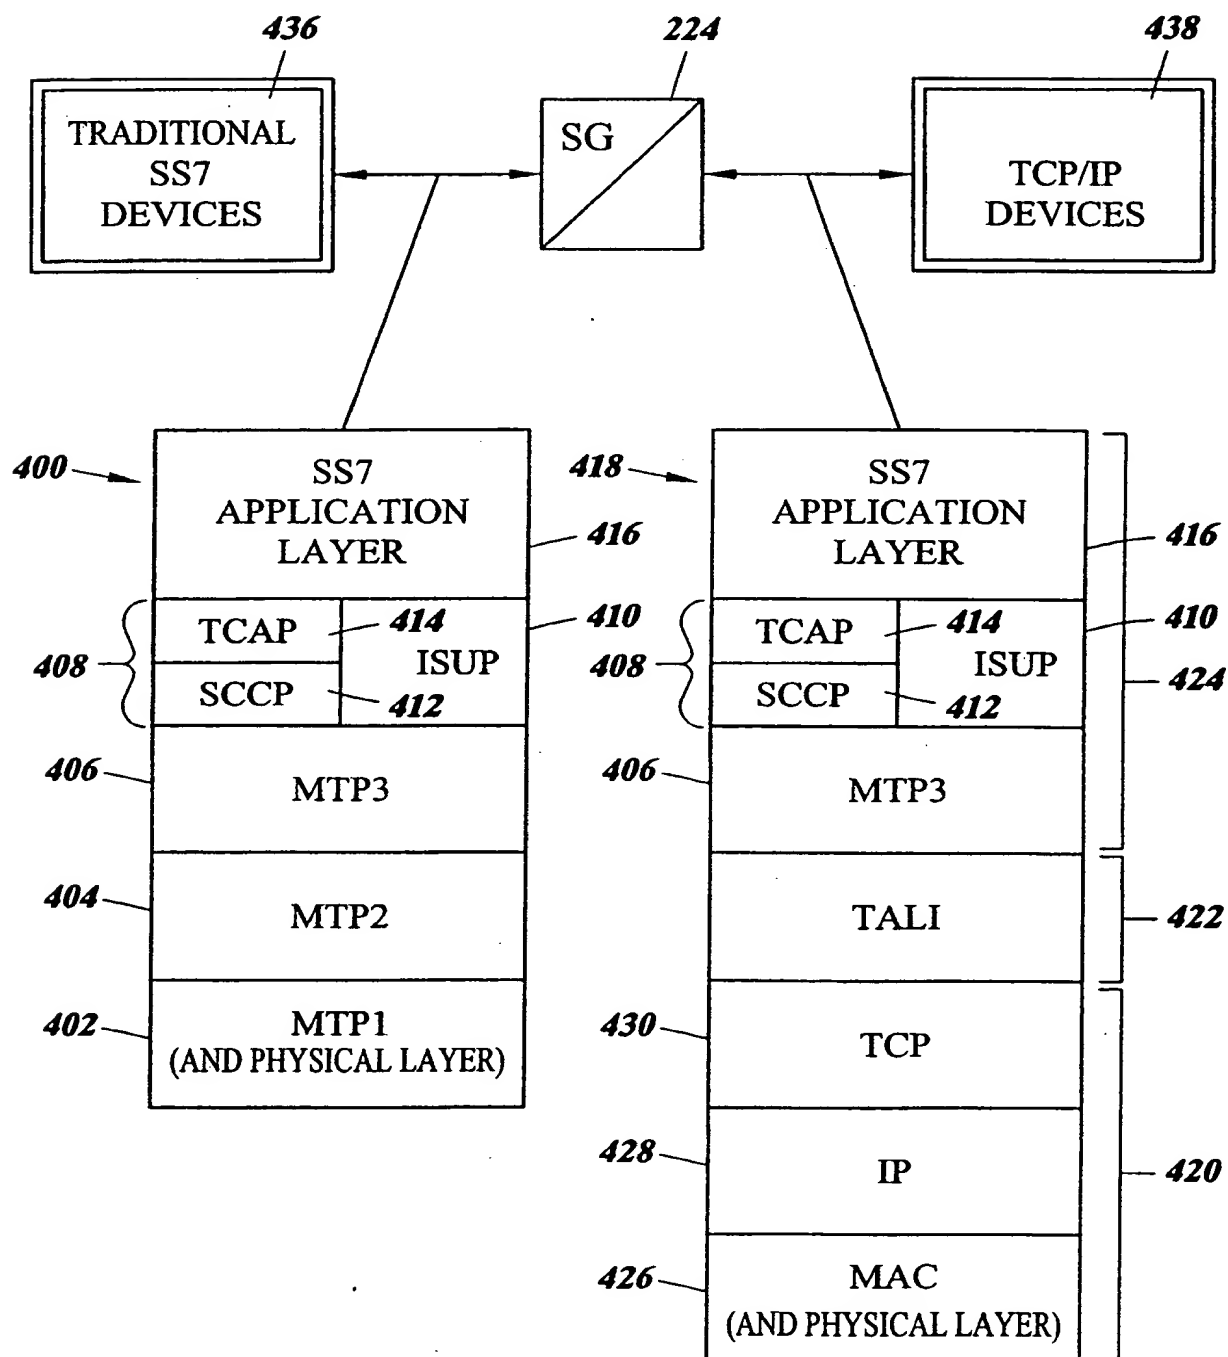 436
224
438
TRADITIONAL
SS7
DEVICES
SG
TCP/IP
DEVICES
400
SS7
APPLICATION
LAYER
416
408
TCAP
414
SCCP
412
ISUP
410
406
MTP3
404
MTP2
402
MTP1
(AND PHYSICAL LAYER)
418
SS7
APPLICATION
LAYER
416
408
TCAP
414
SCCP
412
ISUP
410
424
406
MTP3
TALI
422
430
TCP
428
IP
420
426
MAC
(AND PHYSICAL LAYER)